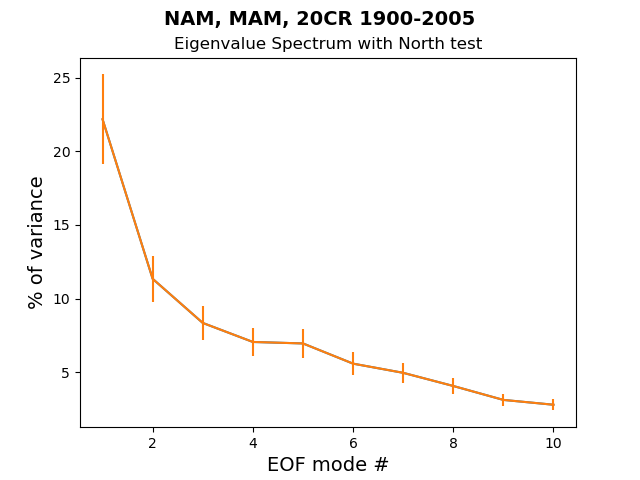 NAM, MAM, 20CR 1900-2005
Eigenvalue Spectrum with North test
25
20
15
10
5
% of variance
2
4
6
8
10
EOF mode #